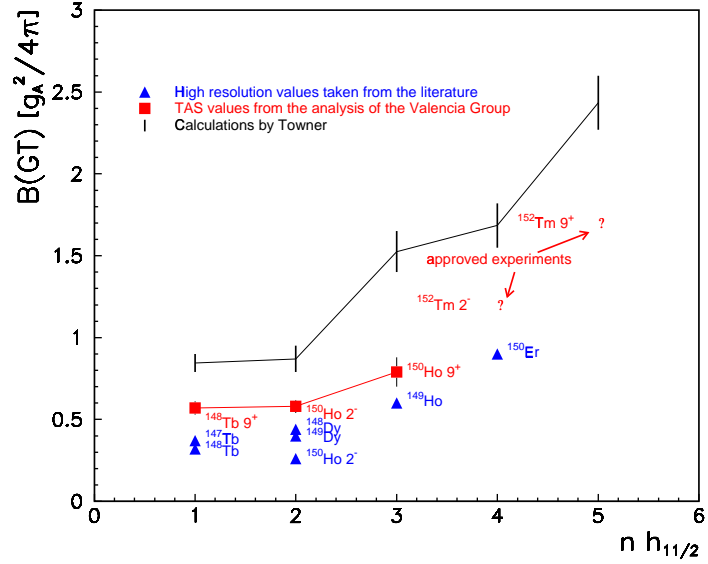 B(GT) [g_A^2/4π]
3
2.5
2
1.5
1
0.5
0
High resolution values taken from the literature
TAS values from the analysis of the Valencia Group
Calculations by Towner
^152Tm 9^+
?
approved experiments
^152Tm 2^-
?
^150Er
^150Ho 9^+
^149Ho
^148Tb 9^+
^150Ho 2^-
^147Tb
^148Tb
^148Dy
^149Dy
^150Ho 2^-
0 1 2 3 4 5 6
n h_11/2